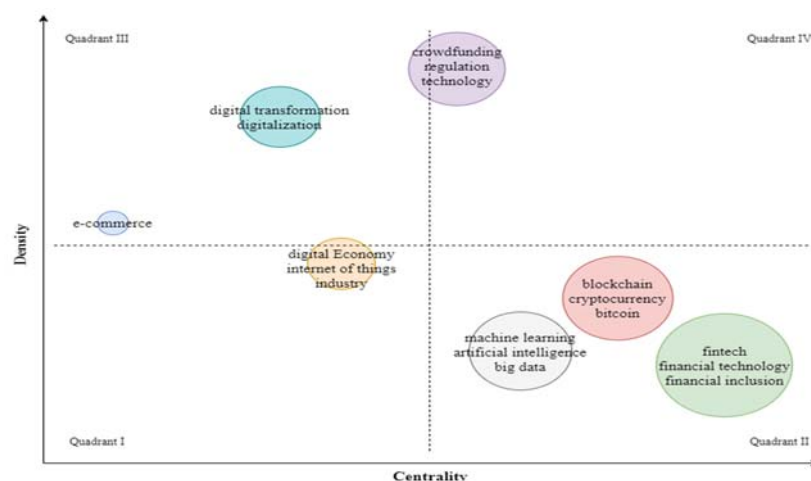 Quadrant III
Quadrant IV
crowdfunding
regulation
technology
digital transformation
digitalization
e-commerce
digital Economy
internet of things
industry
blockchain
cryptocurrency
bitcoin
machine learning
artificial intelligence
big data
fintech
financial technology
financial inclusion
Quadrant I
Quadrant II
Density
Centrality